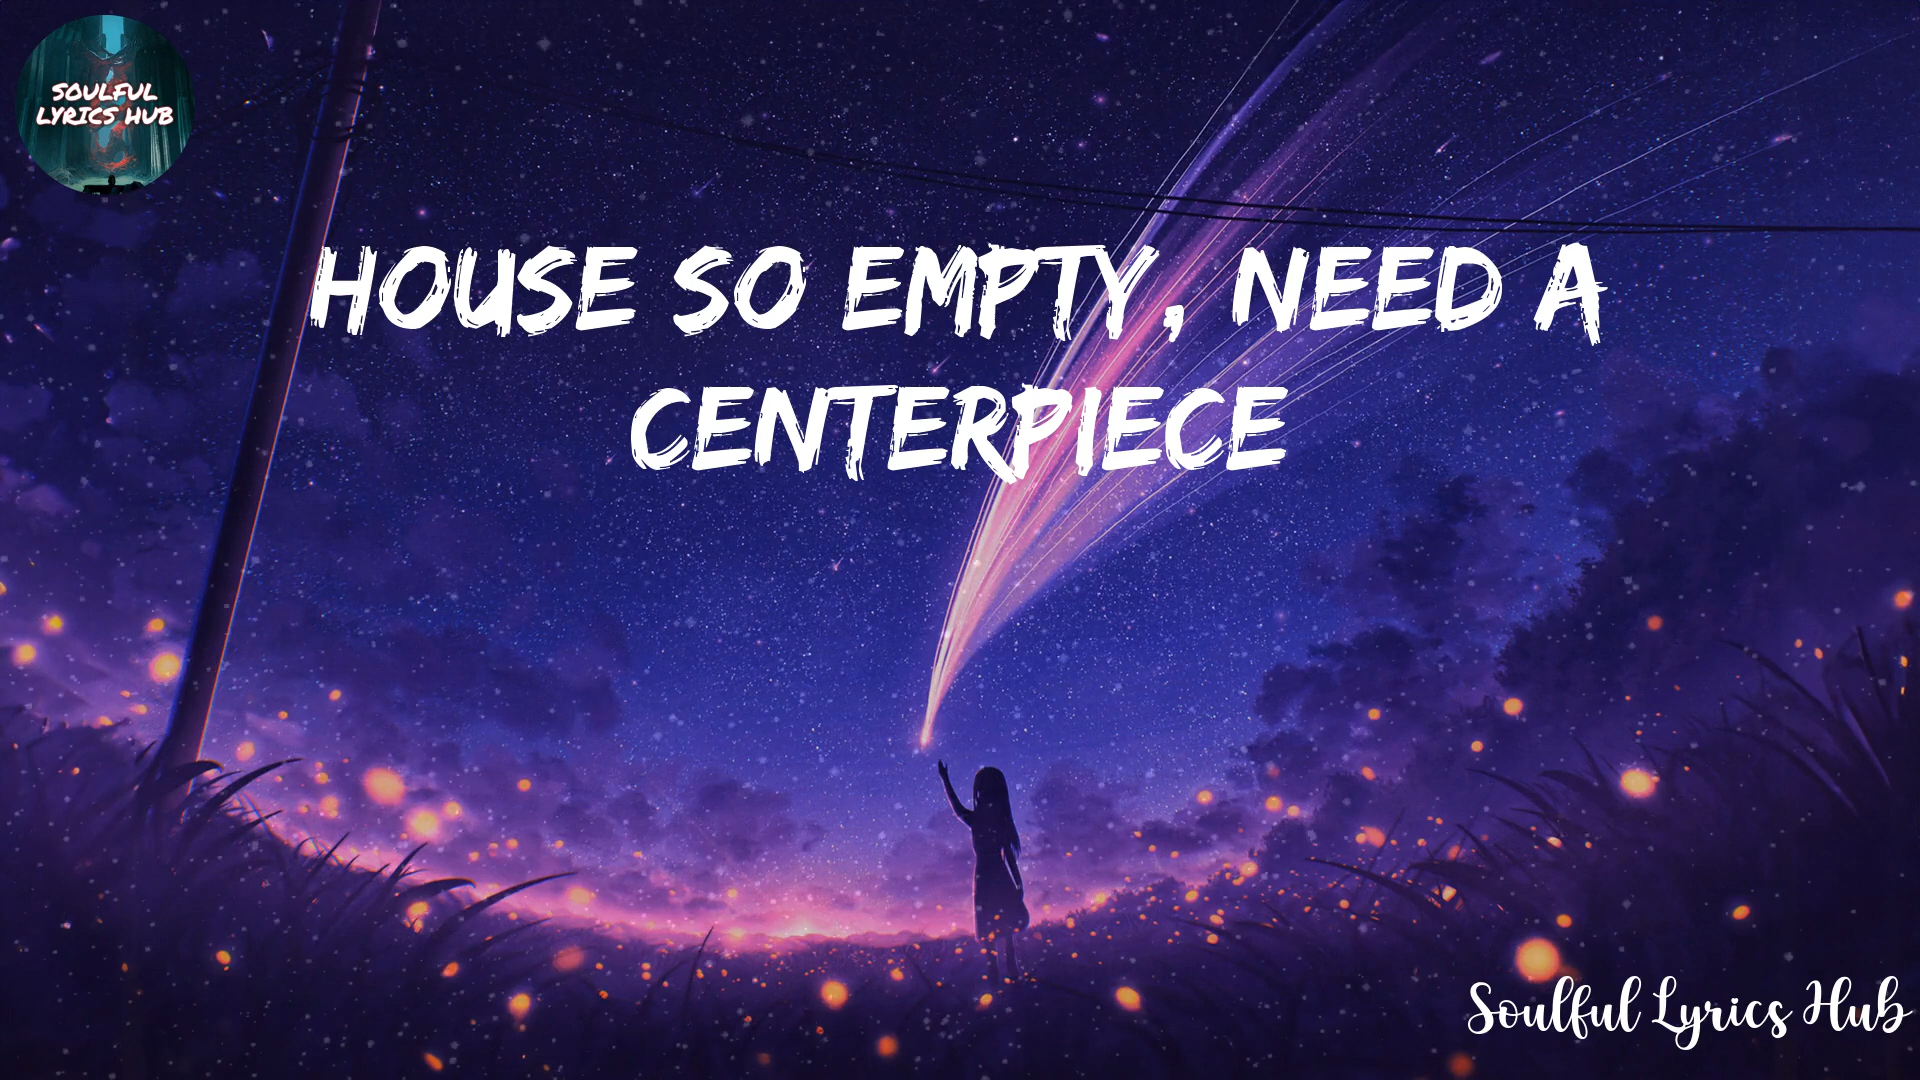 SOULFUL
LYRICS HUB
HOUSE SO EMPTY, NEED A
CENTERPIECE
Soulful Lyrics Hub